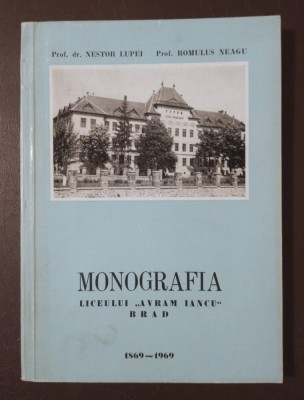 Prof. dr. NESTOR LUPEI Prof. ROMULUS NEAGU
MONOGRAFIA
LICEULUI „AVRAM IANCU“
BRAD
1869—1969